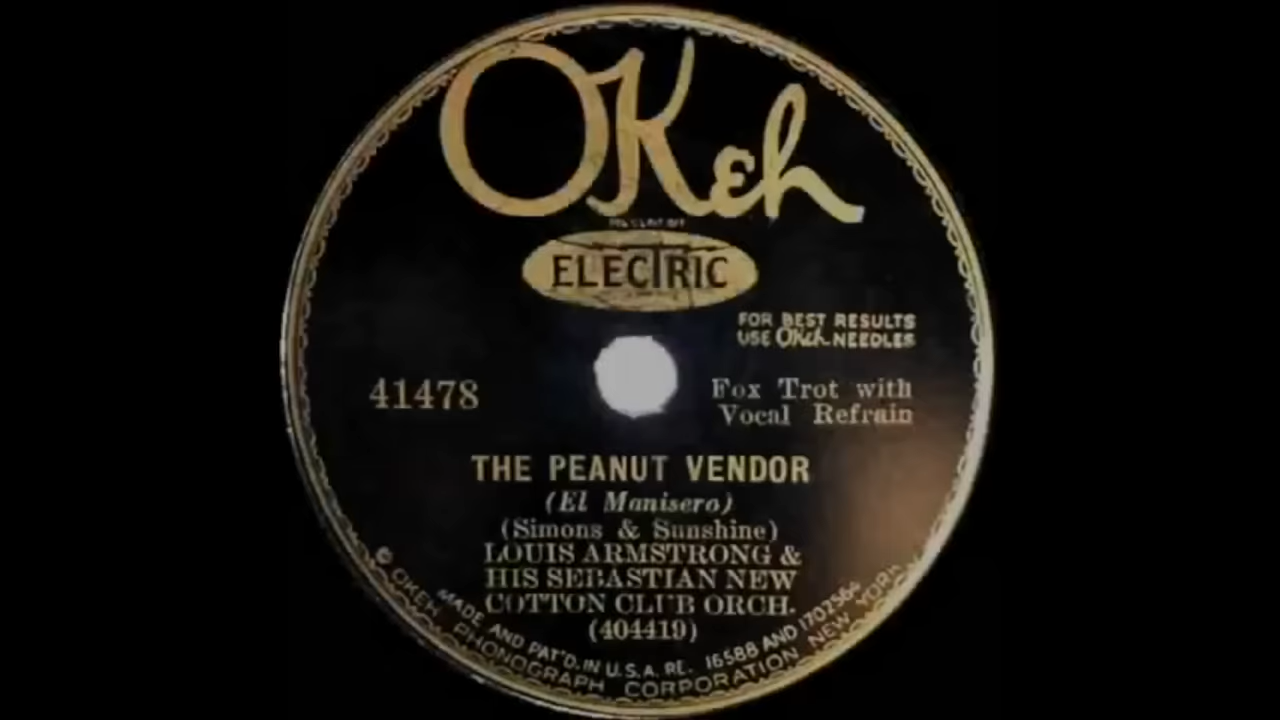 OKeh
ELECTRIC
FOR BEST RESULTS
USE OKeh NEEDLES
41478
Fox Trot with
Vocal Refrain
THE PEANUT VENDOR
(El Manisero)
(Simons & Sunshine)
LOUIS ARMSTRONG &
HIS SEBASTIAN NEW
COTTON CLUB ORCH.
(404419)
MADE AND PAT'D. IN U.S.A. RE. 16588 AND 1702564
© OKEH PHONOGRAPH CORPORATION NEW YORK